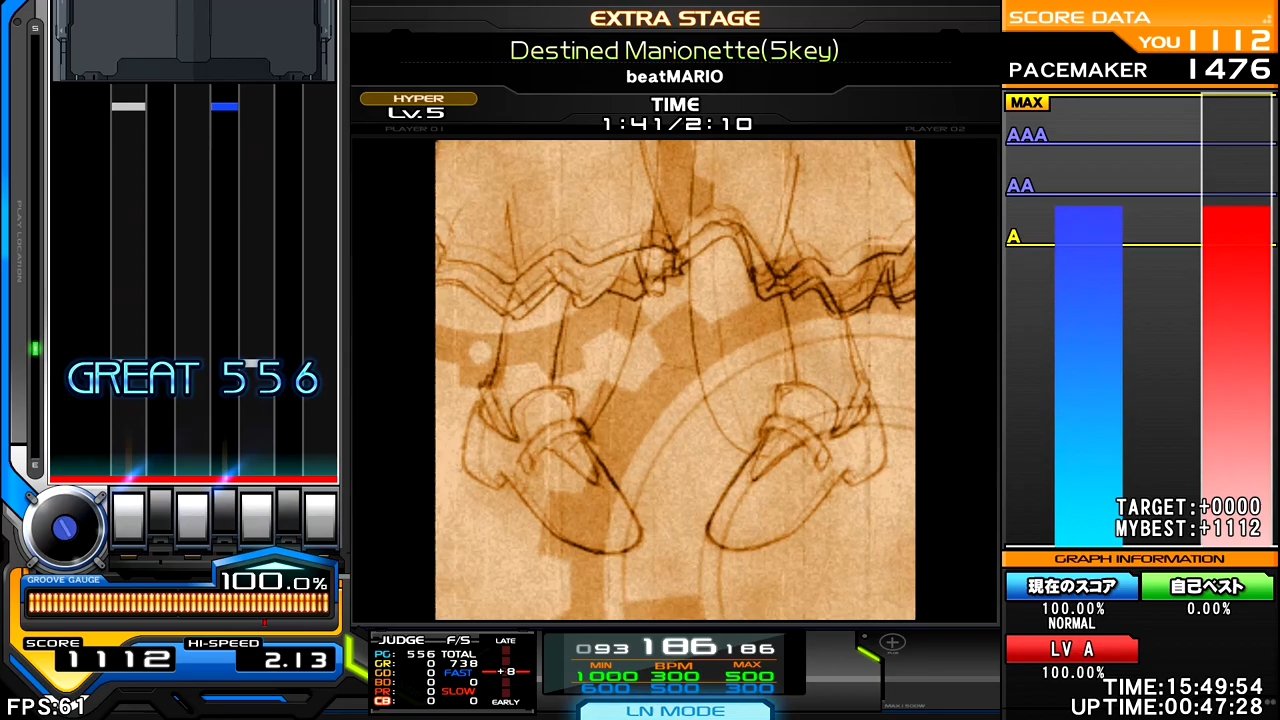 EXTRA STAGE
Destined Marionette(5key)
beatMARIO
HYPER
Lv.5
TIME
1:41/2:10
PLAYER 01
PLAYER 02
S
PLAY LOCATION
E
GREAT 556
GROOVE GAUGE
100.0%
SCORE
1112
HI-SPEED
2.13
FPS:61
JUDGE F/S
PG: 556 TOTAL
GR: 0 738
GD: 0 FAST
BD: 0 0
PR: 0 SLOW
CB: 0 0
LATE
+8
EARLY
093 186 186
MIN BPM MAX
1000 300 500
600 500 300
LN MODE
SCORE DATA
YOU 1112
PACEMAKER 1476
MAX
AAA
AA
A
TARGET:+0000
MYBEST:+1112
GRAPH INFORMATION
現在のスコア
自己ベスト
100.00%
0.00%
NORMAL
LV A
100.00%
TIME:15:49:54
UP TIME:00:47:28